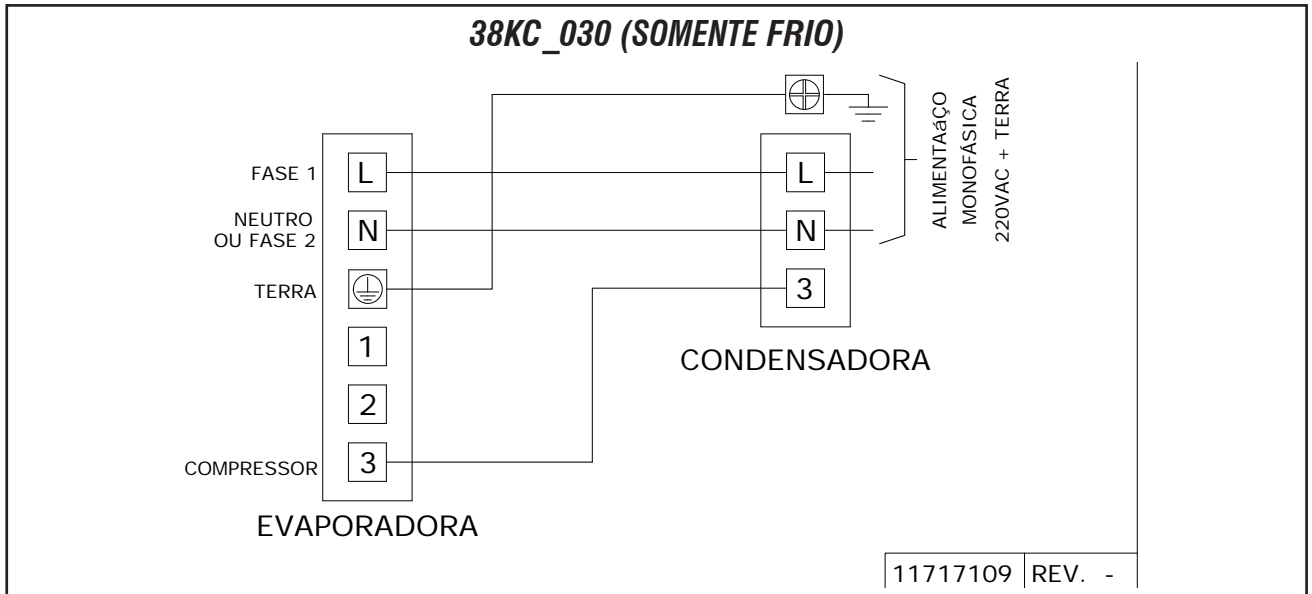 38KC_030 (SOMENTE FRIO)
FASE 1
L
NEUTRO
OU FASE 2
N
TERRA
1
2
COMPRESSOR
3
EVAPORADORA
L
N
3
CONDENSADORA
ALIMENTAáÇO
MONOFÁSICA
220VAC + TERRA
11717109
REV. -